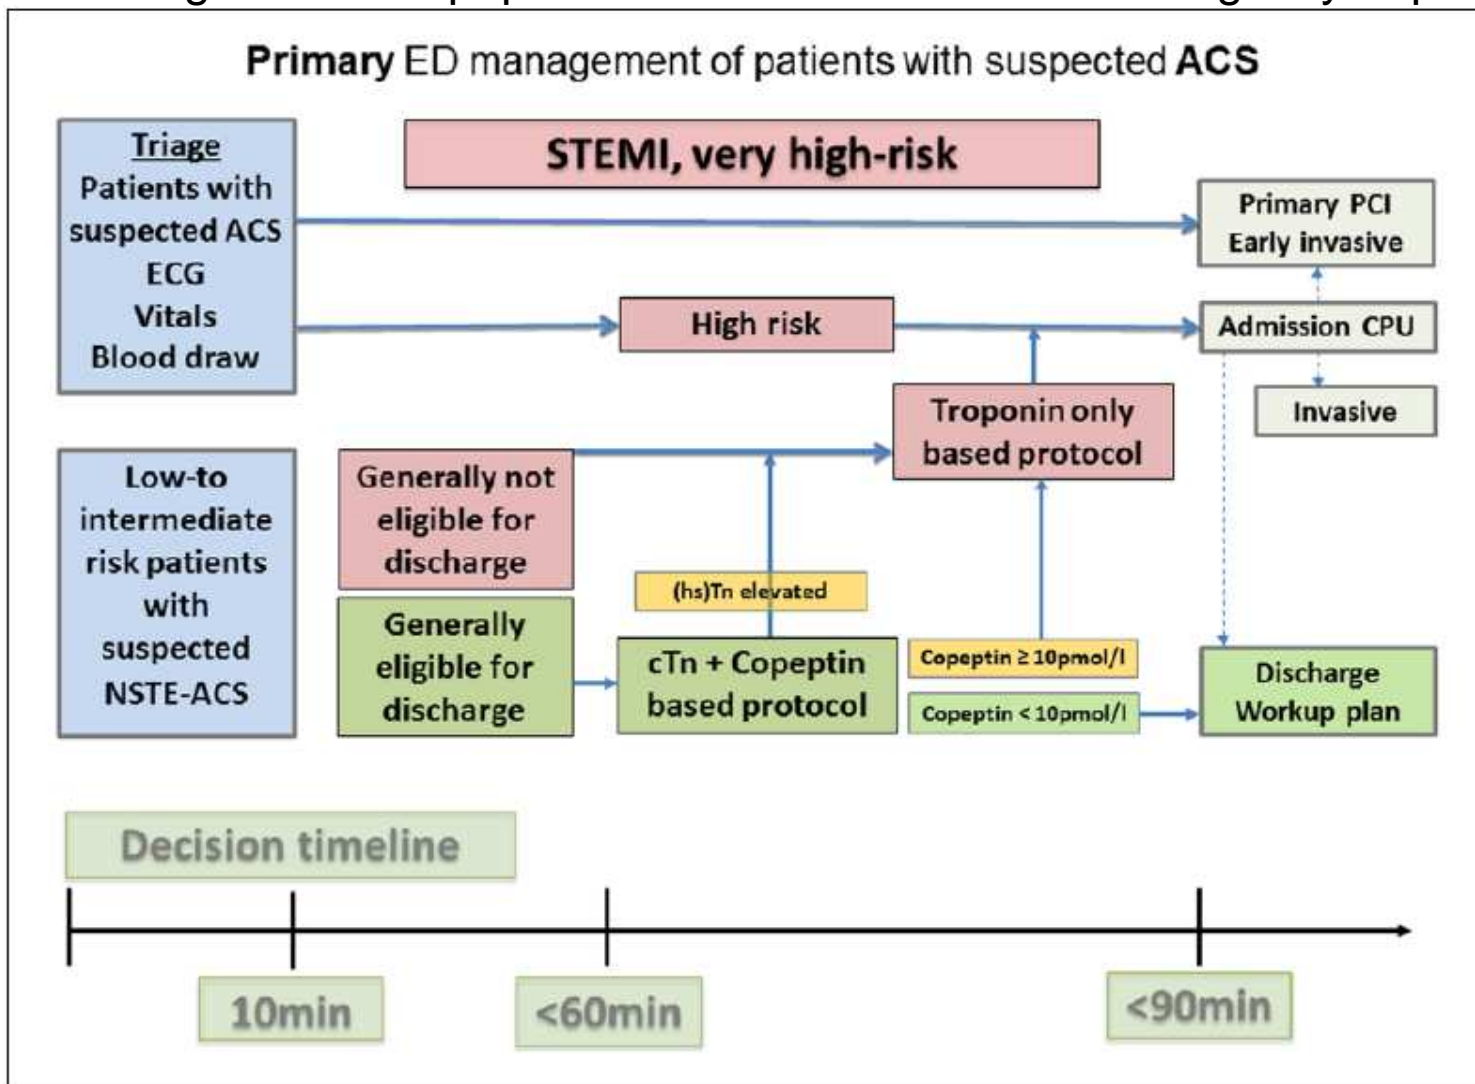 Primary ED management of patients with suspected ACS
Triage
Patients with
suspected ACS
ECG
Vitals
Blood draw
STEMI, very high-risk
Primary PCI
Early invasive
High risk
Admission CPU
Invasive
Troponin only
based protocol
Low-to
intermediate
risk patients
with
suspected
NSTE-ACS
Generally not
eligible for
discharge
(hs)Tn elevated
Generally
eligible for
discharge
cTn + Copeptin
based protocol
Copeptin ≥ 10pmol/l
Copeptin < 10pmol/l
Discharge
Workup plan
Decision timeline
10min
<60min
<90min